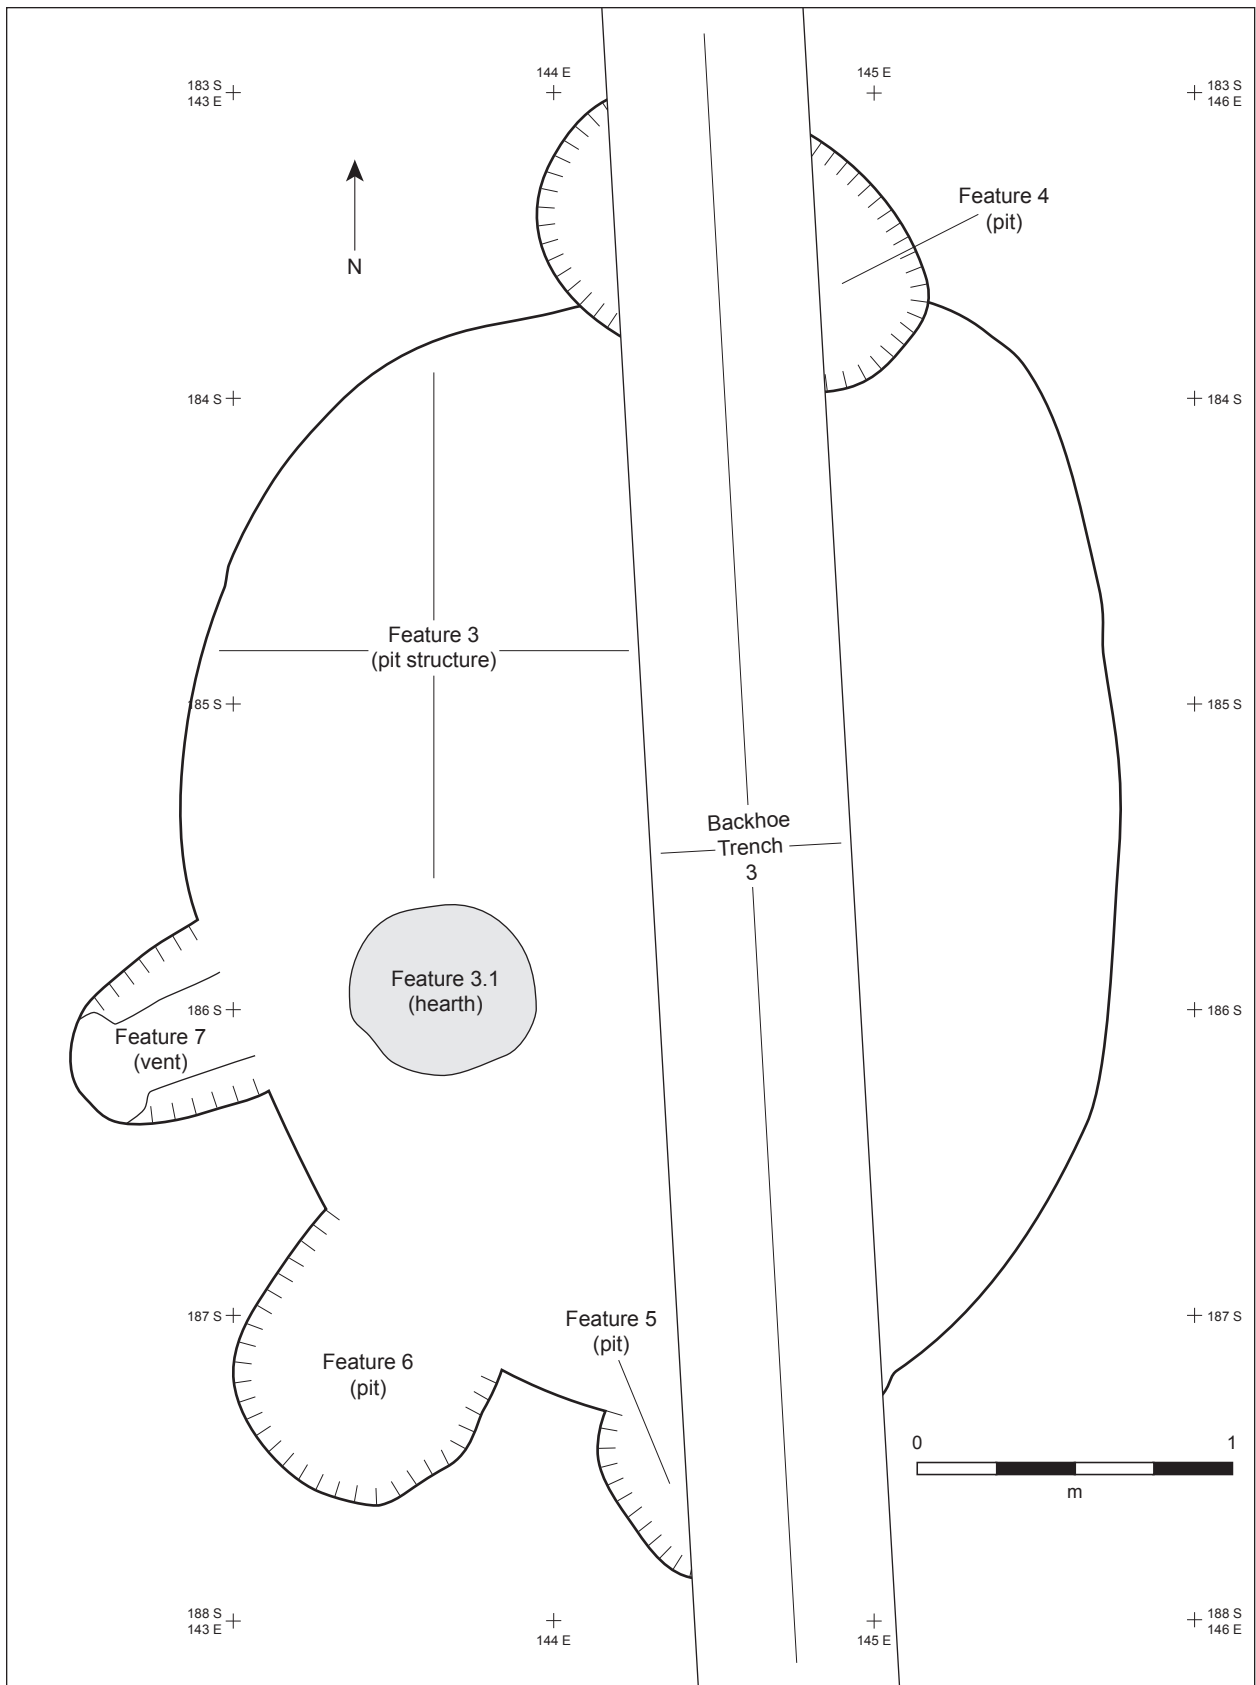 144 E
145 E
183 S
143 E
183 S
146 E
Feature 4
(pit)
N
184 S
184 S
Feature 3
(pit structure)
185 S
185 S
Backhoe
Trench
3
Feature 3.1
(hearth)
186 S
186 S
Feature 7
(vent)
187 S
187 S
Feature 5
(pit)
Feature 6
(pit)
0
1
m
188 S
143 E
144 E
145 E
188 S
146 E